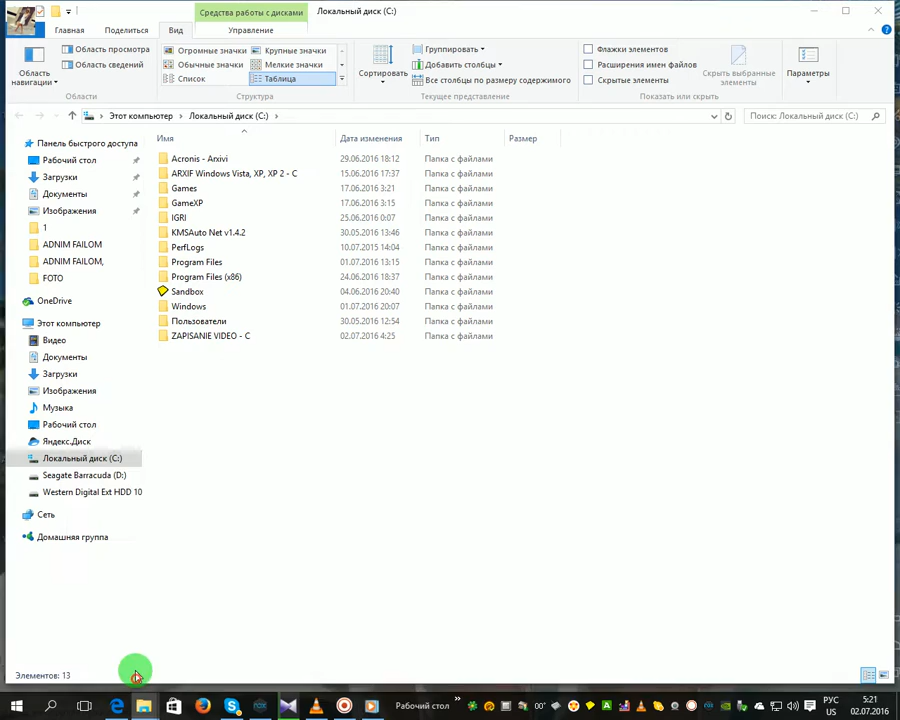 Средства работы с дисками
Локальный диск (C:)
Главная
Поделиться
Вид
Управление
Область навигации
Область просмотра
Область сведений
Области
Огромные значки
Крупные значки
Обычные значки
Мелкие значки
Список
Таблица
Структура
Сортировать
Группировать
Добавить столбцы
Все столбцы по размеру содержимого
Текущее представление
Флажки элементов
Расширения имен файлов
Скрытые элементы
Скрыть выбранные элементы
Показать или скрыть
Параметры
Этот компьютер
Локальный диск (C:)
Поиск: Локальный диск (C:)
Имя Дата изменения Тип Размер
Acronis - Arxivi 29.06.2016 18:12 Папка с файлами
ARXIF Windows Vista, XP, XP 2 - C 15.06.2016 17:37 Папка с файлами
Games 17.06.2016 3:21 Папка с файлами
GameXP 17.06.2016 3:15 Папка с файлами
IGRI 25.06.2016 0:07 Папка с файлами
KMSAuto Net v1.4.2 30.05.2016 13:46 Папка с файлами
PerfLogs 10.07.2015 14:04 Папка с файлами
Program Files 01.07.2016 13:15 Папка с файлами
Program Files (x86) 24.06.2016 18:37 Папка с файлами
Sandbox 04.06.2016 20:40 Папка с файлами
Windows 01.07.2016 20:07 Папка с файлами
Пользователи 30.05.2016 12:54 Папка с файлами
ZAPISANIE VIDEO - C 02.07.2016 4:25 Папка с файлами
Панель быстрого доступа
Рабочий стол
Загрузки
Документы
Изображения
1
ADNIM FAILOM
ADNIM FAILOM,
FOTO
OneDrive
Этот компьютер
Видео
Документы
Загрузки
Изображения
Музыка
Рабочий стол
Яндекс.Диск
Локальный диск (C:)
Seagate Barracuda (D:)
Western Digital Ext HDD 10
Сеть
Домашняя группа
Элементов: 13
Рабочий стол
00°
РУС
УС
5:21
02.07.2016